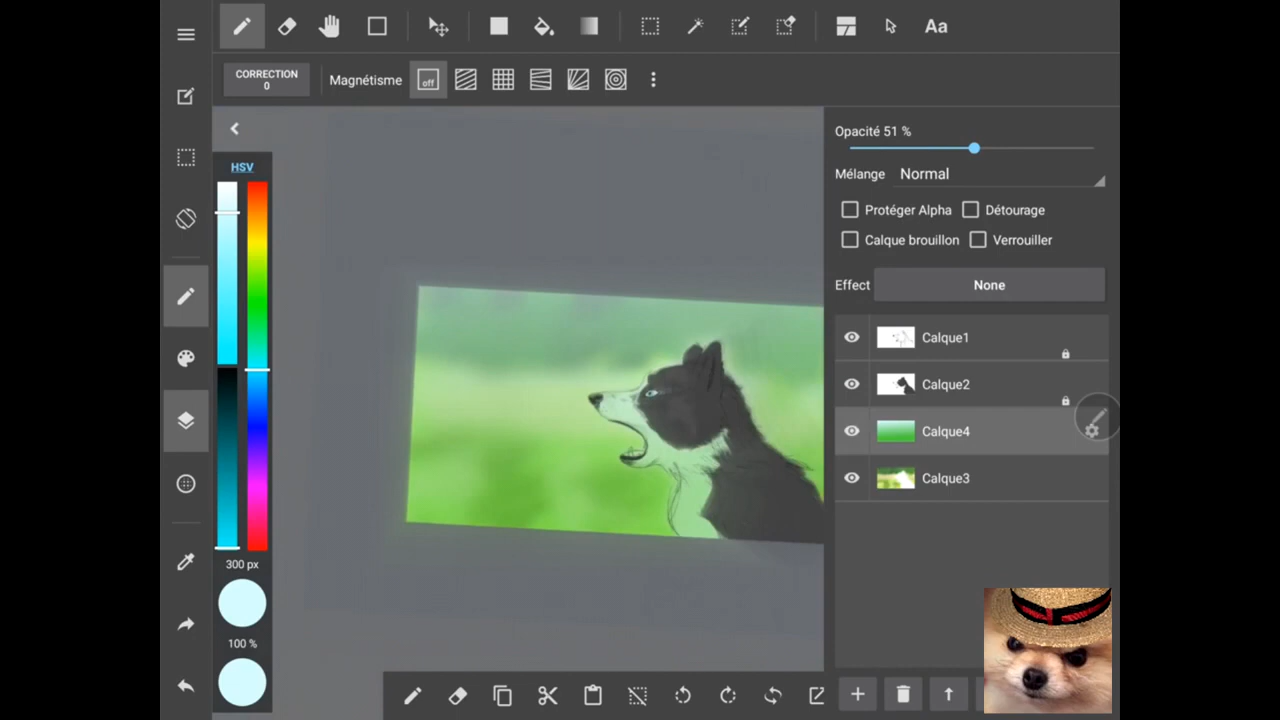 Aa
CORRECTION
0
Magnétisme
off
HSV
300 px
100 %
Opacité 51 %
Mélange Normal
Protéger Alpha Détourage
Calque brouillon Verrouiller
Effect None
Calque1
Calque2
Calque4
Calque3